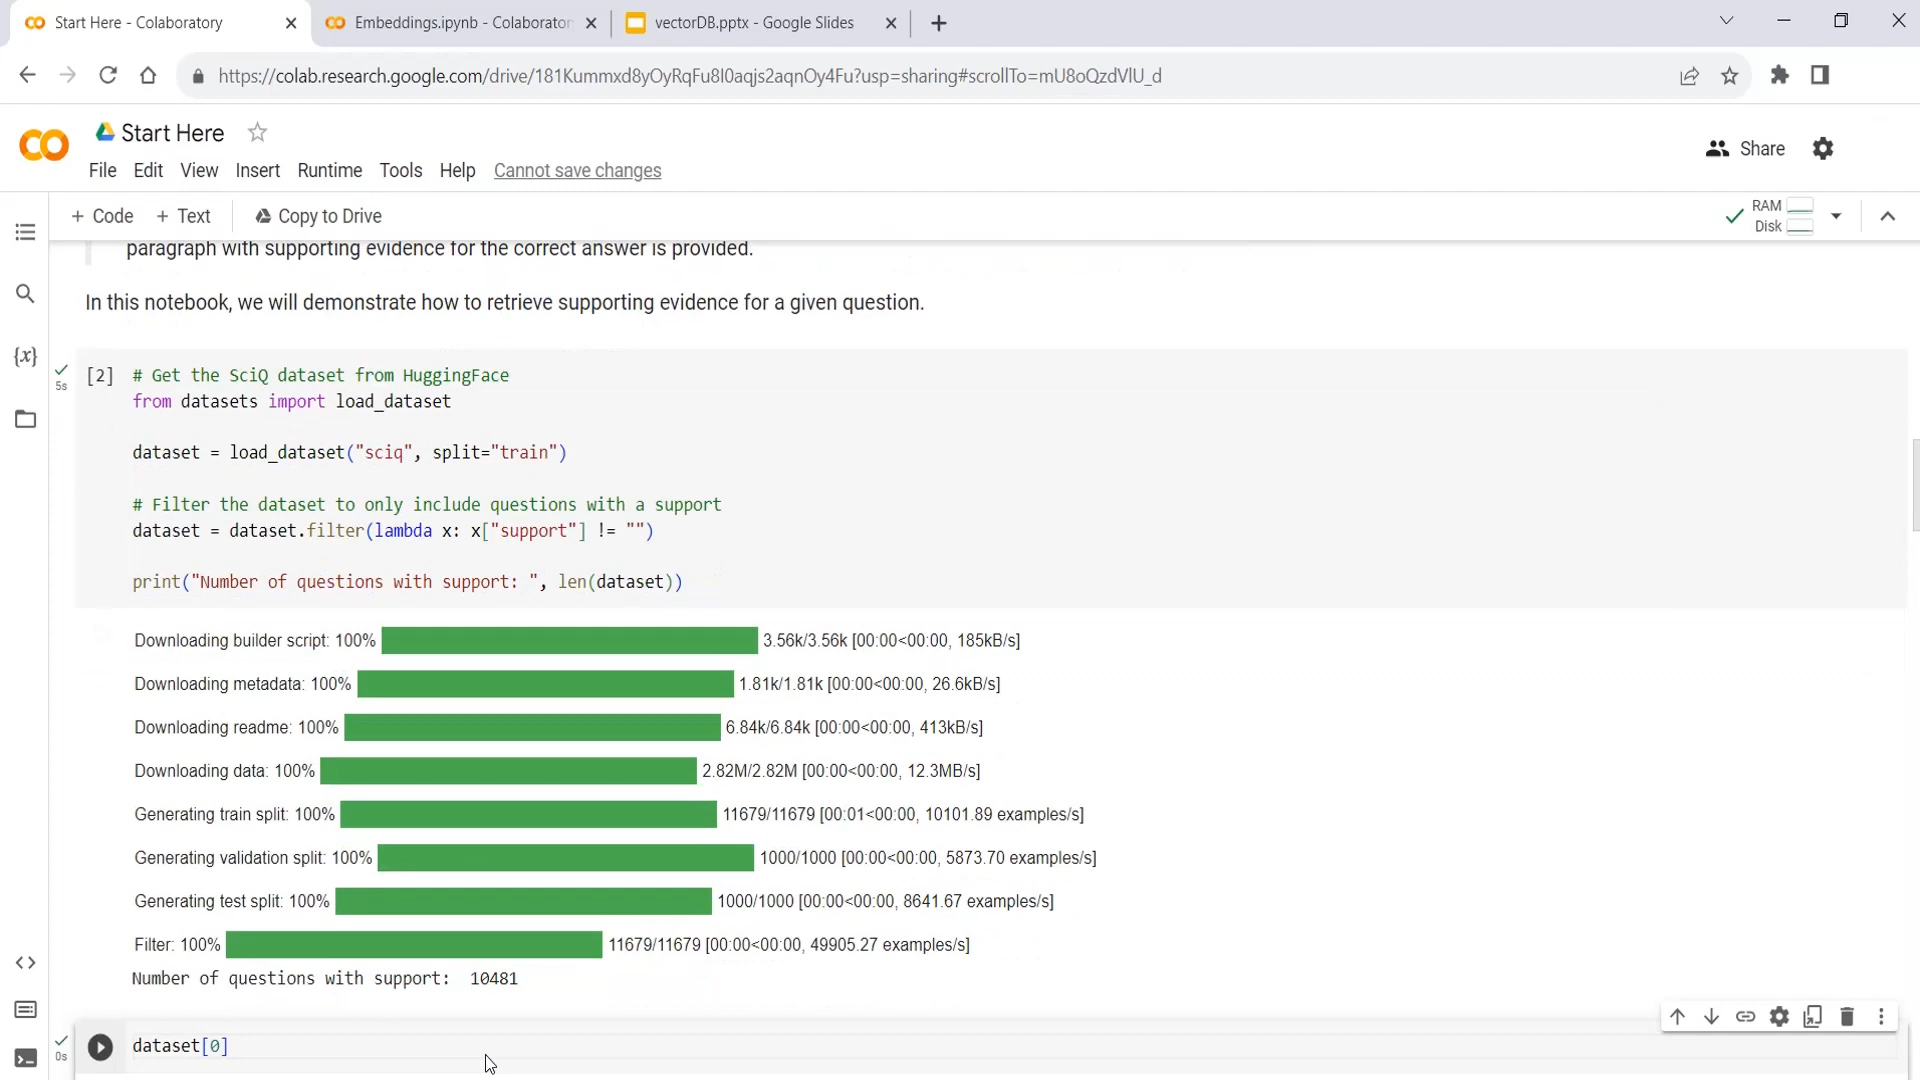 Start Here - Colaboratory
Embeddings.ipynb - Colaborator
vectorDB.pptx - Google Slides
https://colab.research.google.com/drive/181Kummxd8yOyRqFu8I0aqjs2aqnOy4Fu?usp=sharing#scrollTo=mU8oQzdVlU_d
Start Here
File Edit View Insert Runtime Tools Help Cannot save changes
Share
+ Code + Text Copy to Drive
RAM
Disk
paragraph with supporting evidence for the correct answer is provided.
In this notebook, we will demonstrate how to retrieve supporting evidence for a given question.
{x}
5s
[2] # Get the SciQ dataset from HuggingFace
from datasets import load_dataset
dataset = load_dataset("sciq", split="train")
# Filter the dataset to only include questions with a support
dataset = dataset.filter(lambda x: x["support"] != "")
print("Number of questions with support: ", len(dataset))
Downloading builder script: 100% 3.56k/3.56k [00:00<00:00, 185kB/s]
Downloading metadata: 100% 1.81k/1.81k [00:00<00:00, 26.6kB/s]
Downloading readme: 100% 6.84k/6.84k [00:00<00:00, 413kB/s]
Downloading data: 100% 2.82M/2.82M [00:00<00:00, 12.3MB/s]
Generating train split: 100% 11679/11679 [00:01<00:00, 10101.89 examples/s]
Generating validation split: 100% 1000/1000 [00:00<00:00, 5873.70 examples/s]
Generating test split: 100% 1000/1000 [00:00<00:00, 8641.67 examples/s]
Filter: 100% 11679/11679 [00:00<00:00, 49905.27 examples/s]
Number of questions with support:  10481
0s
dataset[0]